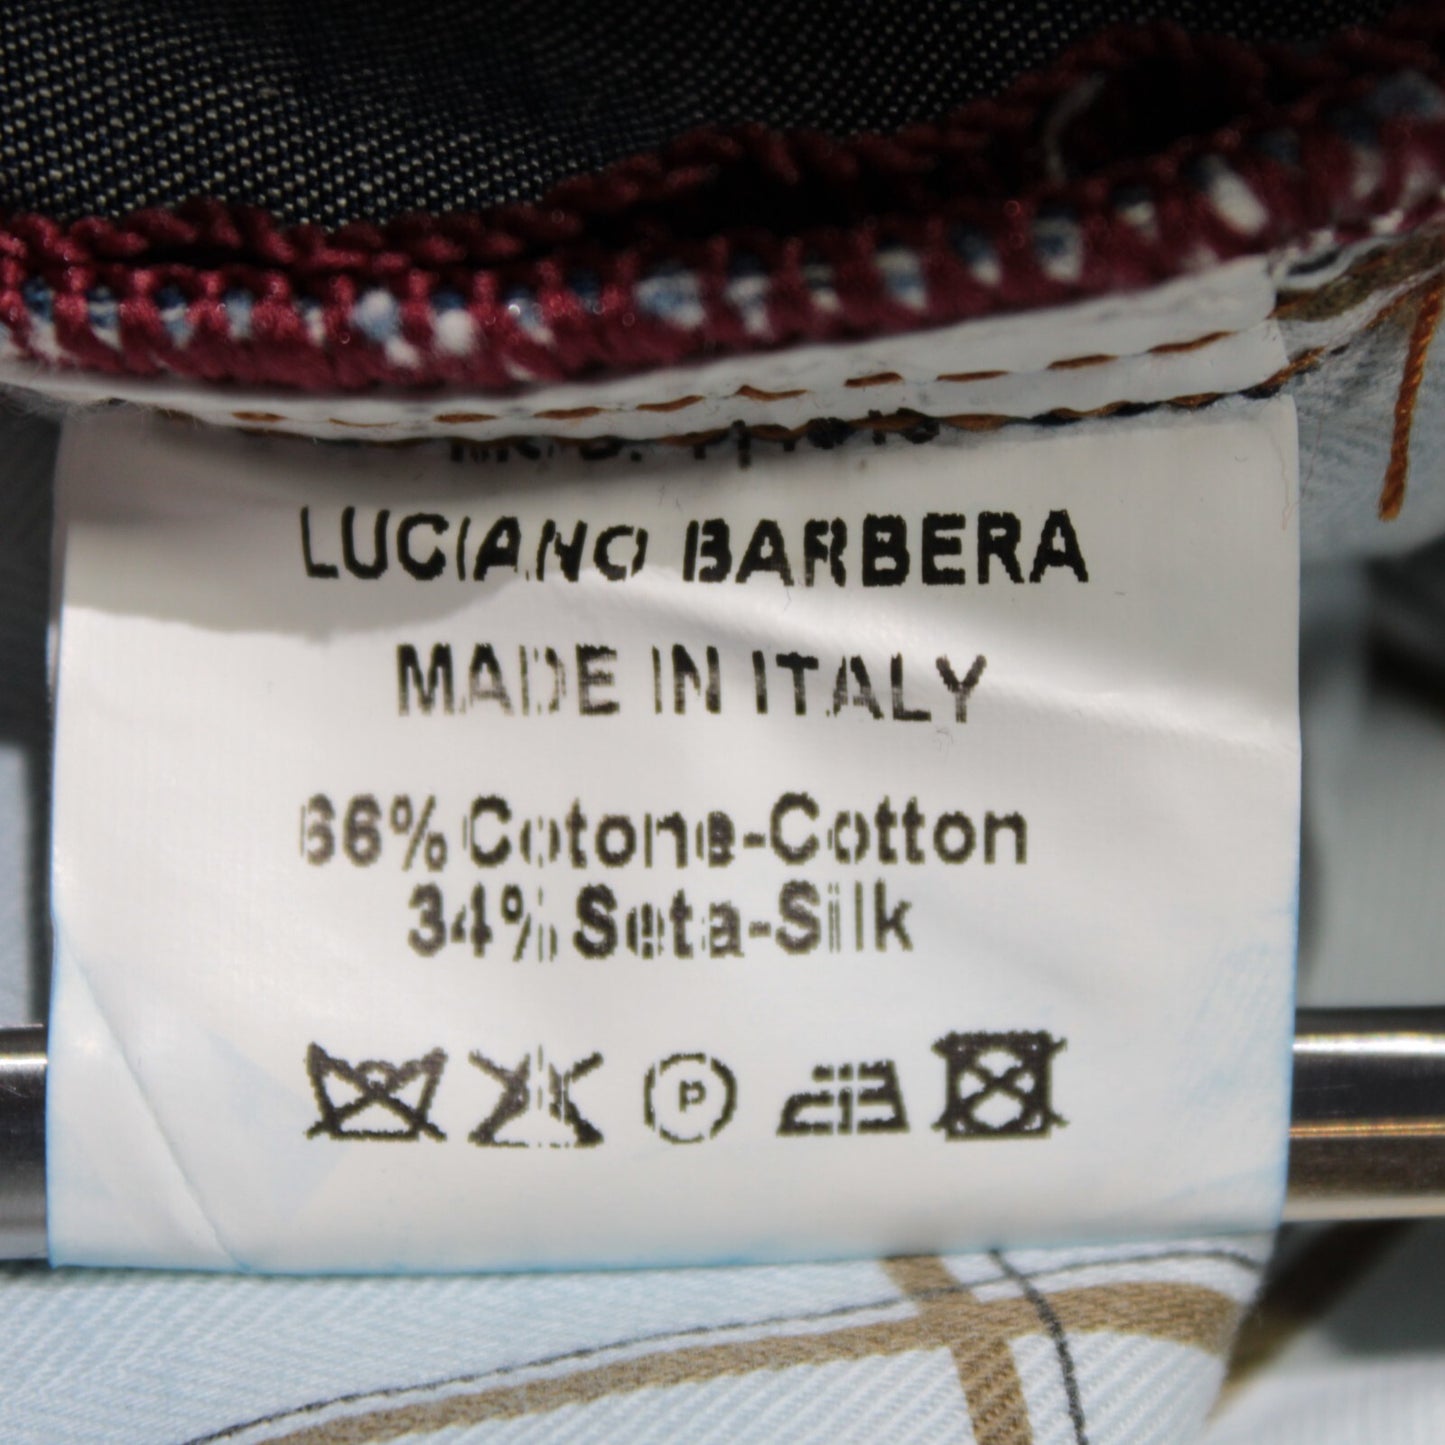 LUCIANO BARBERA
MADE IN ITALY
66% Cotone-Cotton
34% Seta-Silk
P